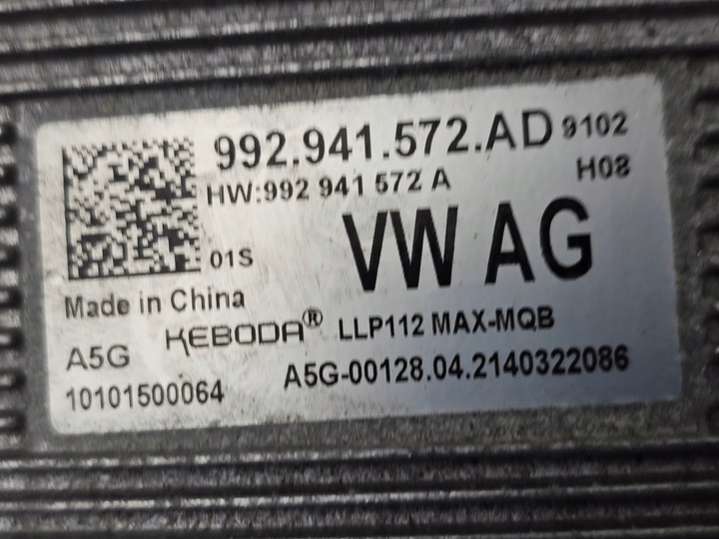 992.941.572.AD 9102
HW:992 941 572 A H08
01S VW AG
Made in China
KEBODA® LLP112 MAX-MQB
A5G A5G-00128.04.2140322086
10101500064